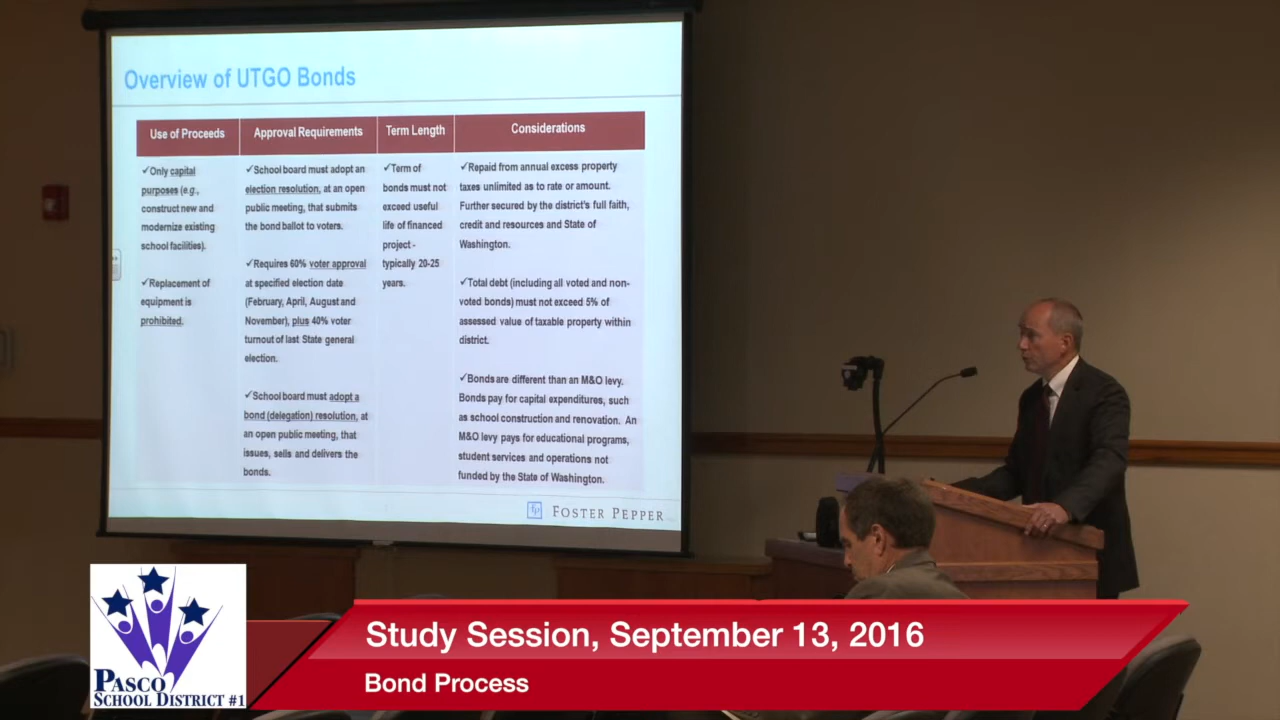 Overview of UTGO Bonds
Use of Proceeds
Approval Requirements
Term Length
Considerations
✓Only capital
purposes (e.g.,
construct new and
modernize existing
school facilities).
✓Replacement of
equipment is
prohibited.
✓School board must adopt an
election resolution, at an open
public meeting, that submits
the bond ballot to voters.
✓Requires 60% voter approval
at specified election date
(February, April, August and
November), plus 40% voter
turnout of last State general
election.
✓School board must adopt a
bond (delegation) resolution, at
an open public meeting, that
issues, sells and delivers the
bonds.
✓Term of
bonds must not
exceed useful
life of financed
project -
typically 20-25
years.
✓Repaid from annual excess property
taxes unlimited as to rate or amount.
Further secured by the district's full faith,
credit and resources and State of
Washington.
✓Total debt (including all voted and non-
voted bonds) must not exceed 5% of
assessed value of taxable property within
district.
✓Bonds are different than an M&O levy.
Bonds pay for capital expenditures, such
as school construction and renovation. An
M&O levy pays for educational programs,
student services and operations not
funded by the State of Washington.
fp FOSTER PEPPER
PASCO
SCHOOL DISTRICT #1
Study Session, September 13, 2016
Bond Process